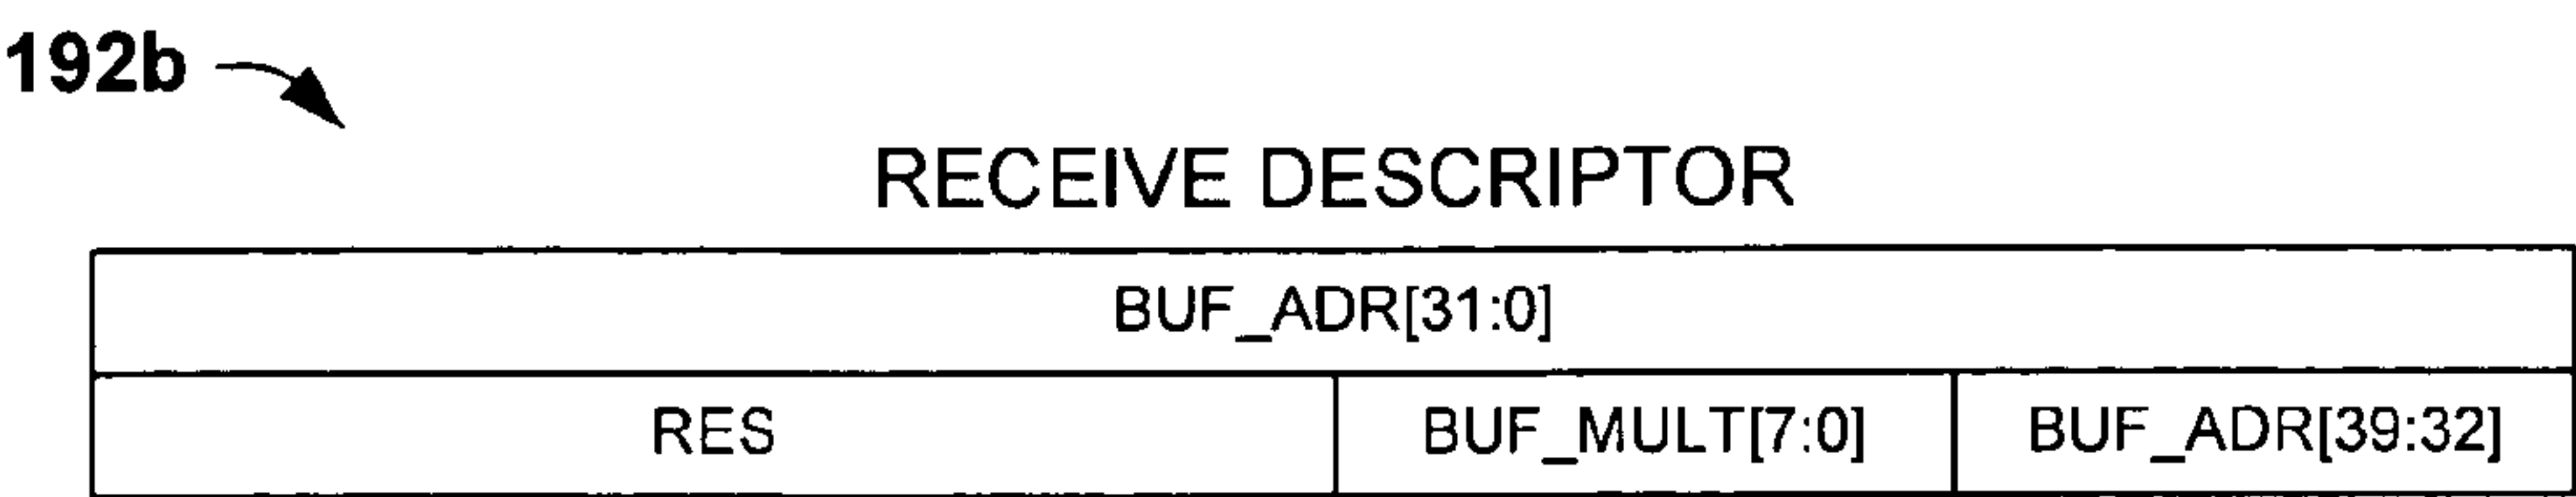 192b
RECEIVE DESCRIPTOR
BUF_ADR[31:0]
RES BUF_MULT[7:0] BUF_ADR[39:32]